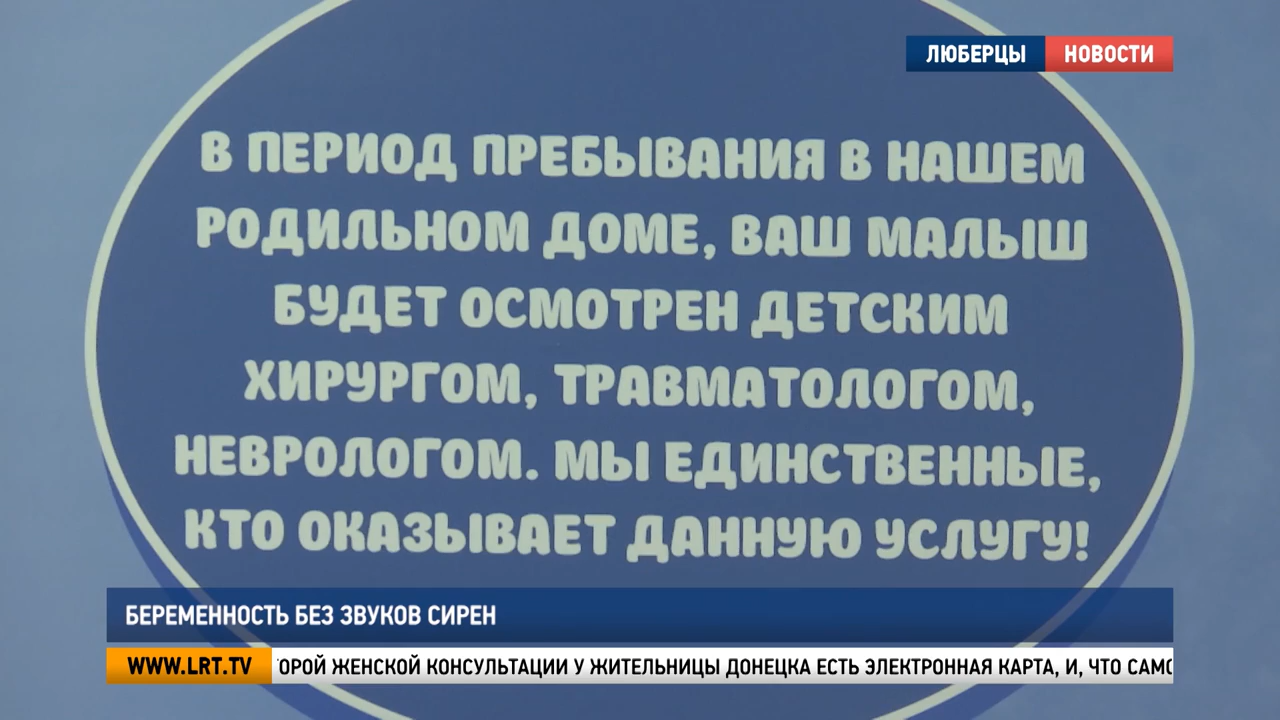 ЛЮБЕРЦЫ НОВОСТИ
В ПЕРИОД ПРЕБЫВАНИЯ В НАШЕМ
РОДИЛЬНОМ ДОМЕ, ВАШ МАЛЫШ
БУДЕТ ОСМОТРЕН ДЕТСКИМ
ХИРУРГОМ, ТРАВМАТОЛОГОМ,
НЕВРОЛОГОМ. МЫ ЕДИНСТВЕННЫЕ,
КТО ОКАЗЫВАЕТ ДАННУЮ УСЛУГУ!
БЕРЕМЕННОСТЬ БЕЗ ЗВУКОВ СИРЕН
WWW.LRT.TV ЖЕНСКОЙ КОНСУЛЬТАЦИИ У ЖИТЕЛЬНИЦЫ ДОНЕЦКА ЕСТЬ ЭЛЕКТРОННАЯ КАРТА, И, ЧТО